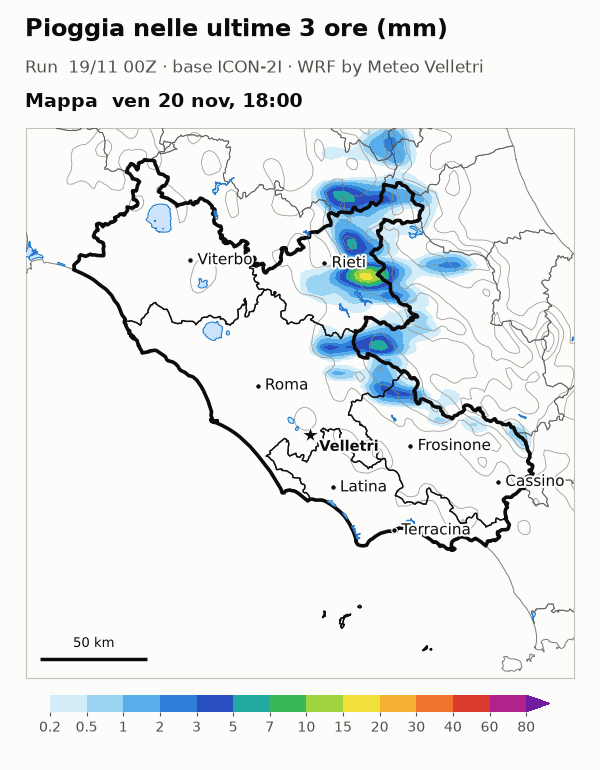 Pioggia nelle ultime 3 ore (mm)
Run  19/11 00Z · base ICON-2I · WRF by Meteo Velletri
Mappa  ven 20 nov, 18:00
Viterbo
Rieti
Roma
Velletri
Frosinone
Latina
Cassino
Terracina
50 km
0.2 0.5 1 2 3 5 7 10 15 20 30 40 60 80